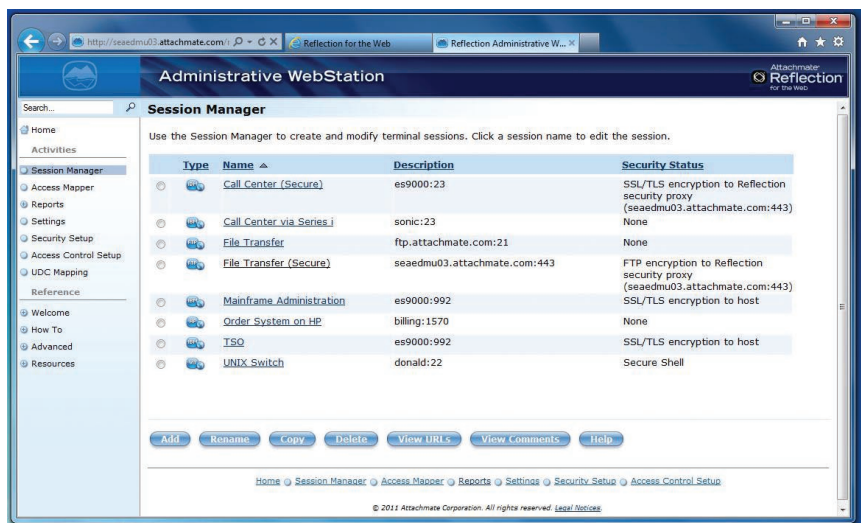 http://seaedmu03.attachmate.com/r
Reflection for the Web
Reflection Administrative W...
Administrative WebStation
Attachmate
Reflection
for the Web
Search...
Home
Activities
Session Manager
Access Mapper
Reports
Settings
Security Setup
Access Control Setup
UDC Mapping
Reference
Welcome
How To
Advanced
Resources
Session Manager
Use the Session Manager to create and modify terminal sessions. Click a session name to edit the session.
Type Name Description Security Status
Call Center (Secure) es9000:23 SSL/TLS encryption to Reflection
security proxy
(seaedmu03.attachmate.com:443)
Call Center via Series i sonic:23 None
File Transfer ftp.attachmate.com:21 None
File Transfer (Secure) seaedmu03.attachmate.com:443 FTP encryption to Reflection
security proxy
(seaedmu03.attachmate.com:443)
Mainframe Administration es9000:992 SSL/TLS encryption to host
Order System on HP billing:1570 None
TSO es9000:992 SSL/TLS encryption to host
UNIX Switch donald:22 Secure Shell
Add Rename Copy Delete View URLs View Comments Help
Home Session Manager Access Mapper Reports Settings Security Setup Access Control Setup
© 2011 Attachmate Corporation. All rights reserved. Legal Notices.